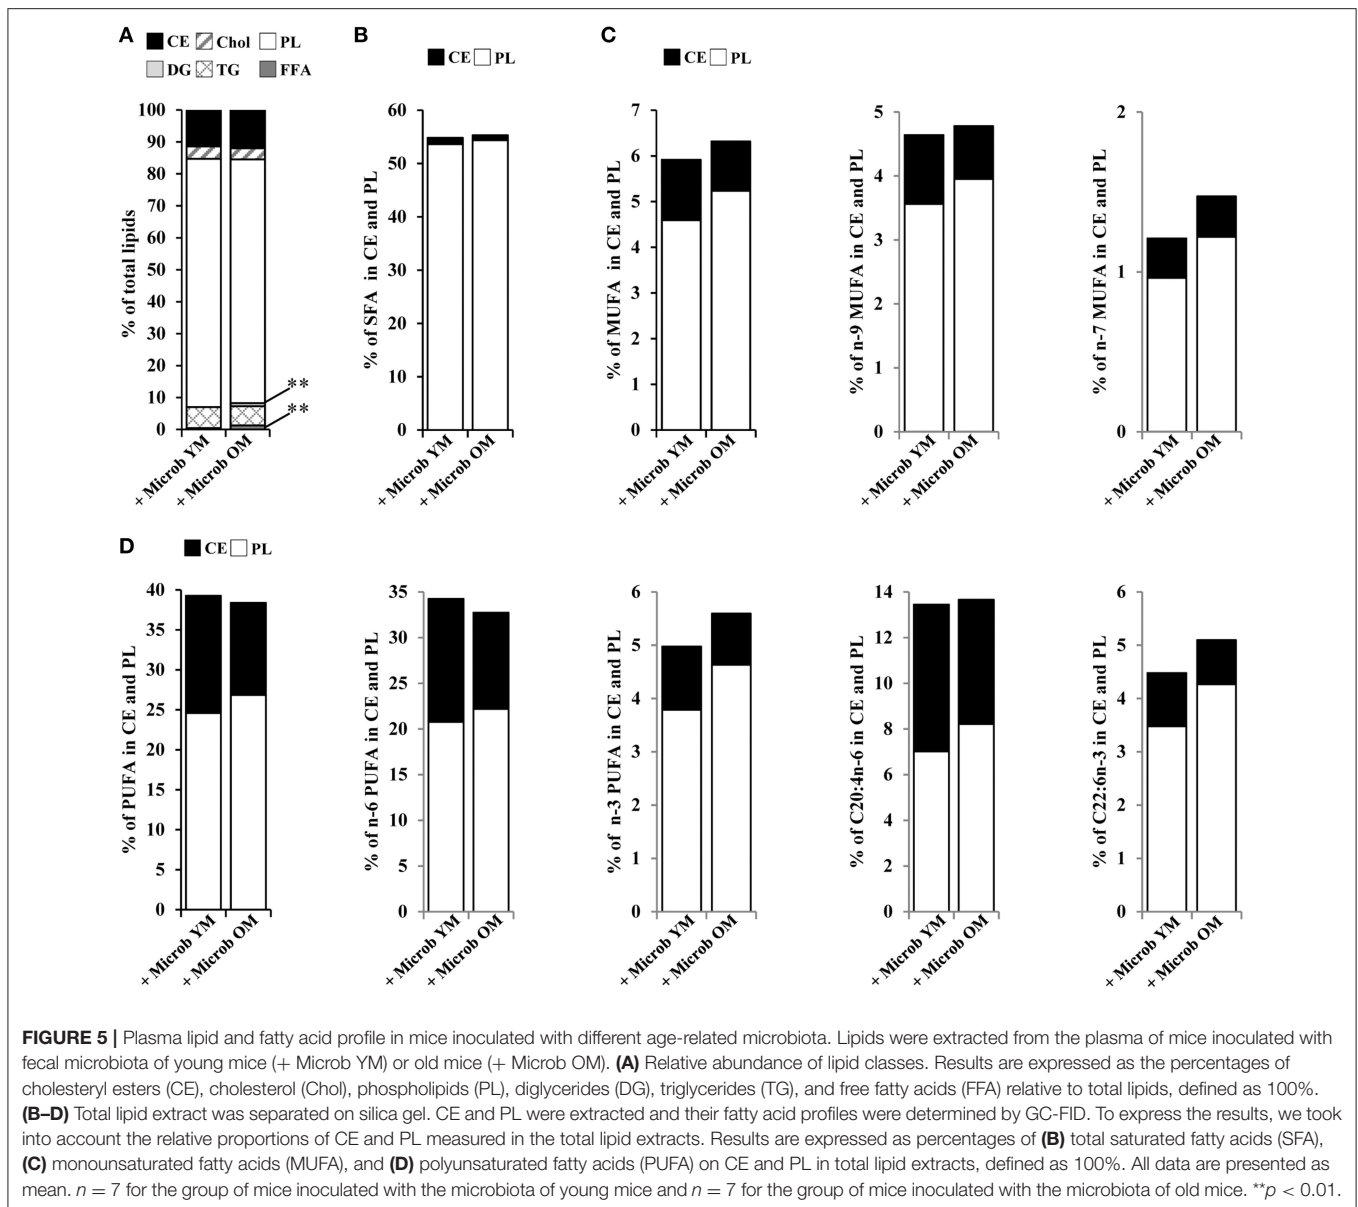 A
CE Chol PL
DG TG FFA
% of total lipids
100
90
80
70
60
50
40
30
20
10
0
**
**
+ Microb YM
+ Microb OM
B
CE PL
% of SFA in CE and PL
60
50
40
30
20
10
0
+ Microb YM
+ Microb OM
C
CE PL
% of MUFA in CE and PL
7
6
5
4
3
2
1
0
+ Microb YM
+ Microb OM
% of n-9 MUFA in CE and PL
5
4
3
2
1
0
+ Microb YM
+ Microb OM
% of n-7 MUFA in CE and PL
2
1
0
+ Microb YM
+ Microb OM
D
CE PL
% of PUFA in CE and PL
40
35
30
25
20
15
10
5
0
+ Microb YM
+ Microb OM
% of n-6 PUFA in CE and PL
35
30
25
20
15
10
5
0
+ Microb YM
+ Microb OM
% of n-3 PUFA in CE and PL
6
5
4
3
2
1
0
+ Microb YM
+ Microb OM
% of C20:4n-6 in CE and PL
14
12
10
8
6
4
2
0
+ Microb YM
+ Microb OM
% of C22:6n-3 in CE and PL
6
5
4
3
2
1
0
+ Microb YM
+ Microb OM
FIGURE 5 | Plasma lipid and fatty acid profile in mice inoculated with different age-related microbiota. Lipids were extracted from the plasma of mice inoculated with
fecal microbiota of young mice (+ Microb YM) or old mice (+ Microb OM). (A) Relative abundance of lipid classes. Results are expressed as the percentages of
cholesteryl esters (CE), cholesterol (Chol), phospholipids (PL), diglycerides (DG), triglycerides (TG), and free fatty acids (FFA) relative to total lipids, defined as 100%.
(B–D) Total lipid extract was separated on silica gel. CE and PL were extracted and their fatty acid profiles were determined by GC-FID. To express the results, we took
into account the relative proportions of CE and PL measured in the total lipid extracts. Results are expressed as percentages of (B) total saturated fatty acids (SFA),
(C) monounsaturated fatty acids (MUFA), and (D) polyunsaturated fatty acids (PUFA) on CE and PL in total lipid extracts, defined as 100%. All data are presented as
mean. n = 7 for the group of mice inoculated with the microbiota of young mice and n = 7 for the group of mice inoculated with the microbiota of old mice. **p < 0.01.